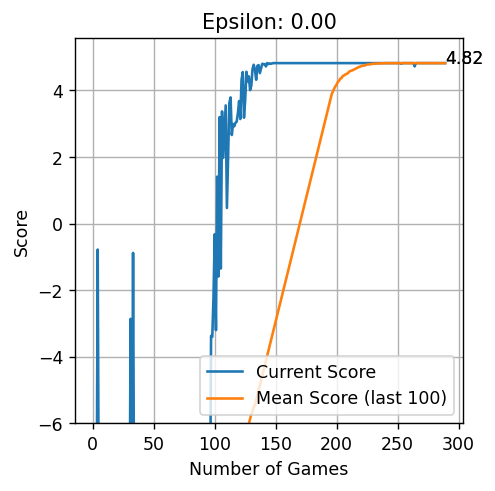 Epsilon: 0.00
4.82
4
2
0
−2
−4
−6
Score
Current Score
Mean Score (last 100)
0 50 100 150 200 250 300
Number of Games